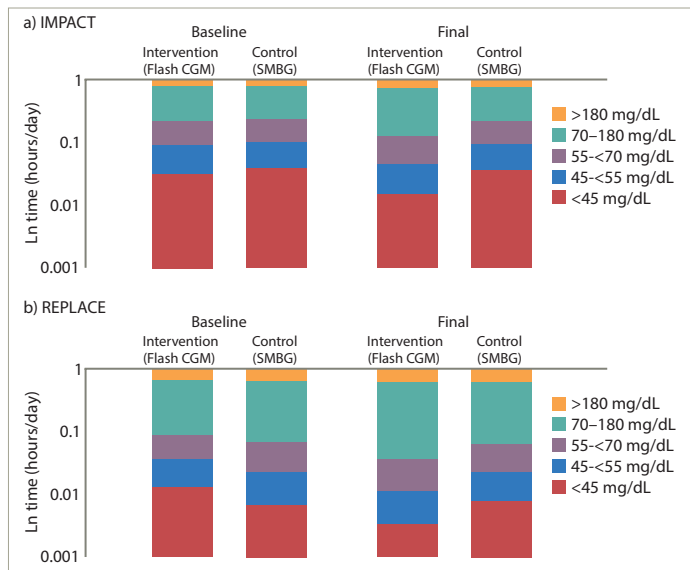 a) IMPACT
Baseline
Final
Intervention
(Flash CGM)
Control
(SMBG)
Intervention
(Flash CGM)
Control
(SMBG)
Ln time (hours/day)
1
0.1
0.01
0.001
>180 mg/dL
70–180 mg/dL
55-<70 mg/dL
45-<55 mg/dL
<45 mg/dL
b) REPLACE
Baseline
Final
Intervention
(Flash CGM)
Control
(SMBG)
Intervention
(Flash CGM)
Control
(SMBG)
Ln time (hours/day)
1
0.1
0.01
0.001
>180 mg/dL
70–180 mg/dL
55-<70 mg/dL
45-<55 mg/dL
<45 mg/dL